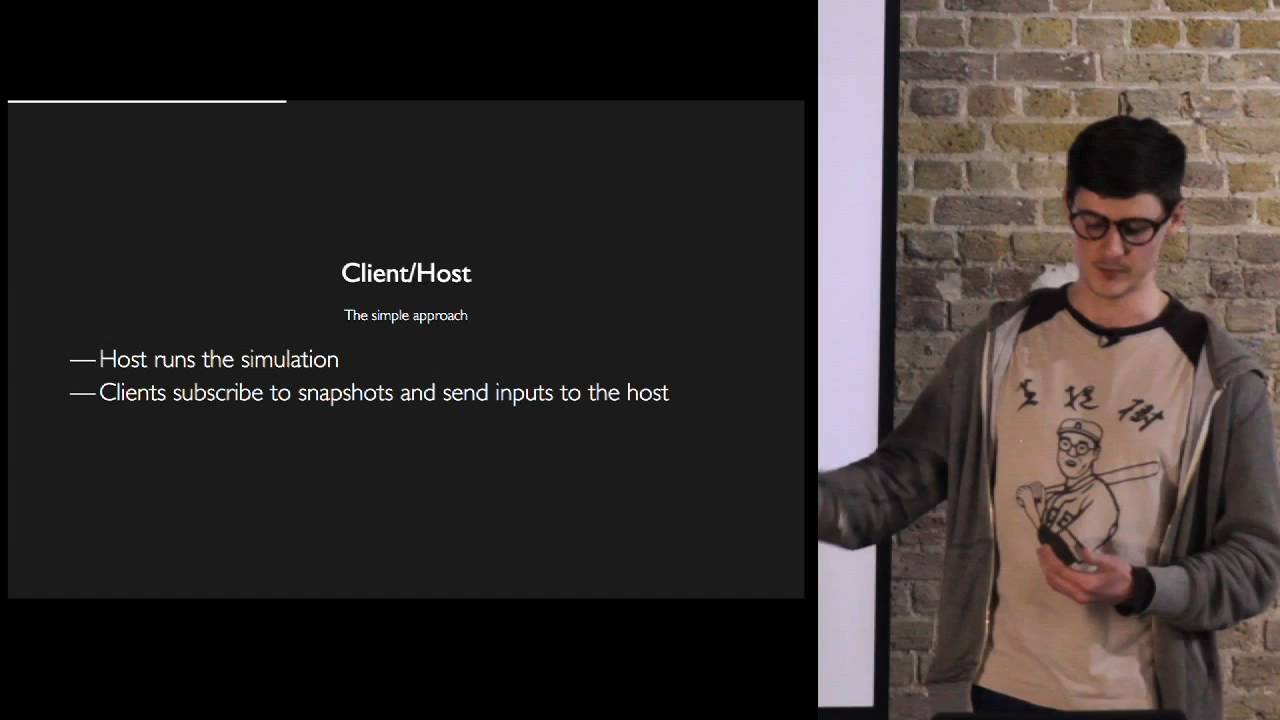 Client/Host
The simple approach
— Host runs the simulation
— Clients subscribe to snapshots and send inputs to the host